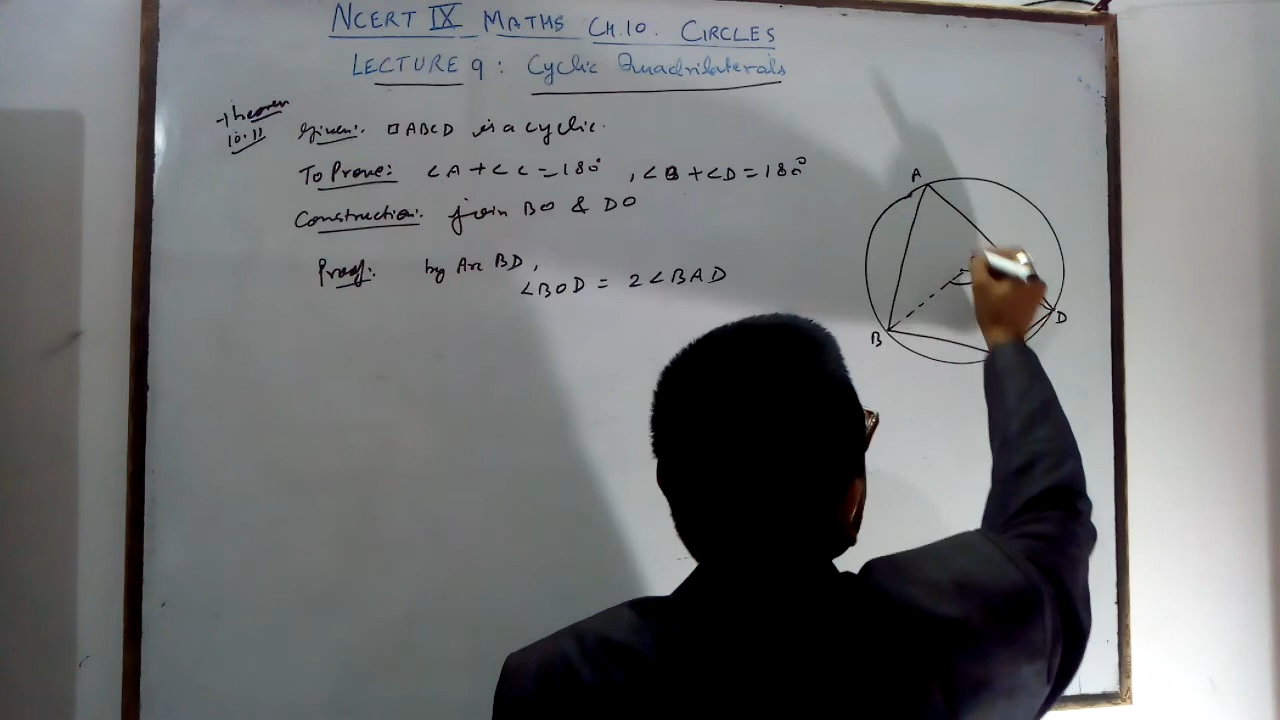 NCERT IX MATHS CH.10. CIRCLES
LECTURE 9: Cyclic Quadrilaterals
Theorem
10.11
Given: □ABCD is a cyclic.
To Prove: ∠A + ∠C = 180°, ∠B + ∠D = 180°
Construction: join BO & DO
Proof: by Arc BD,
∠BOD = 2∠BAD
A
B
D